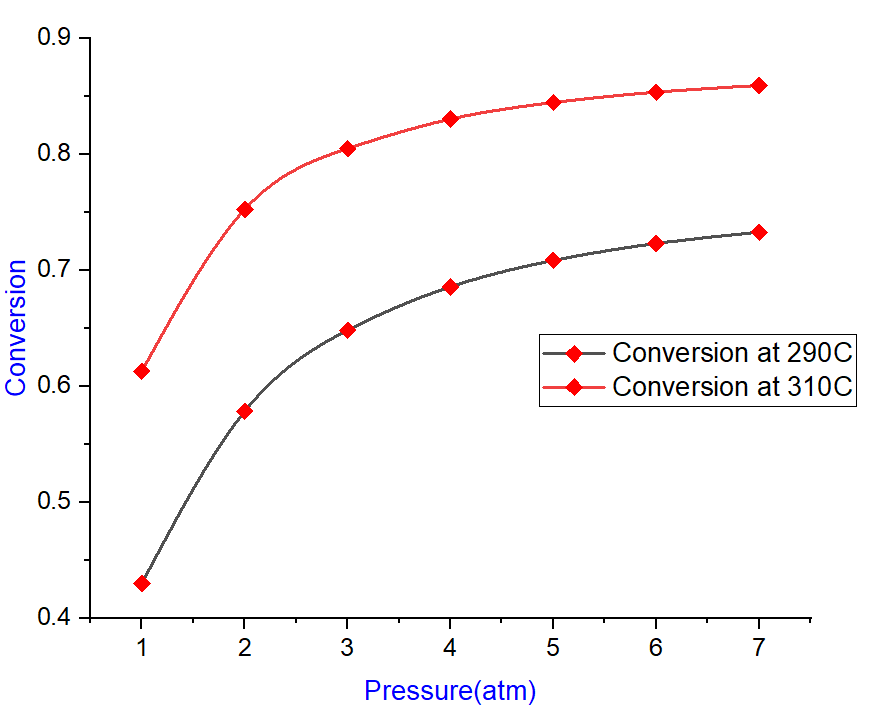 0.9
0.8
0.7
0.6
0.5
0.4
Conversion
Conversion at 290C
Conversion at 310C
1 2 3 4 5 6 7
Pressure(atm)